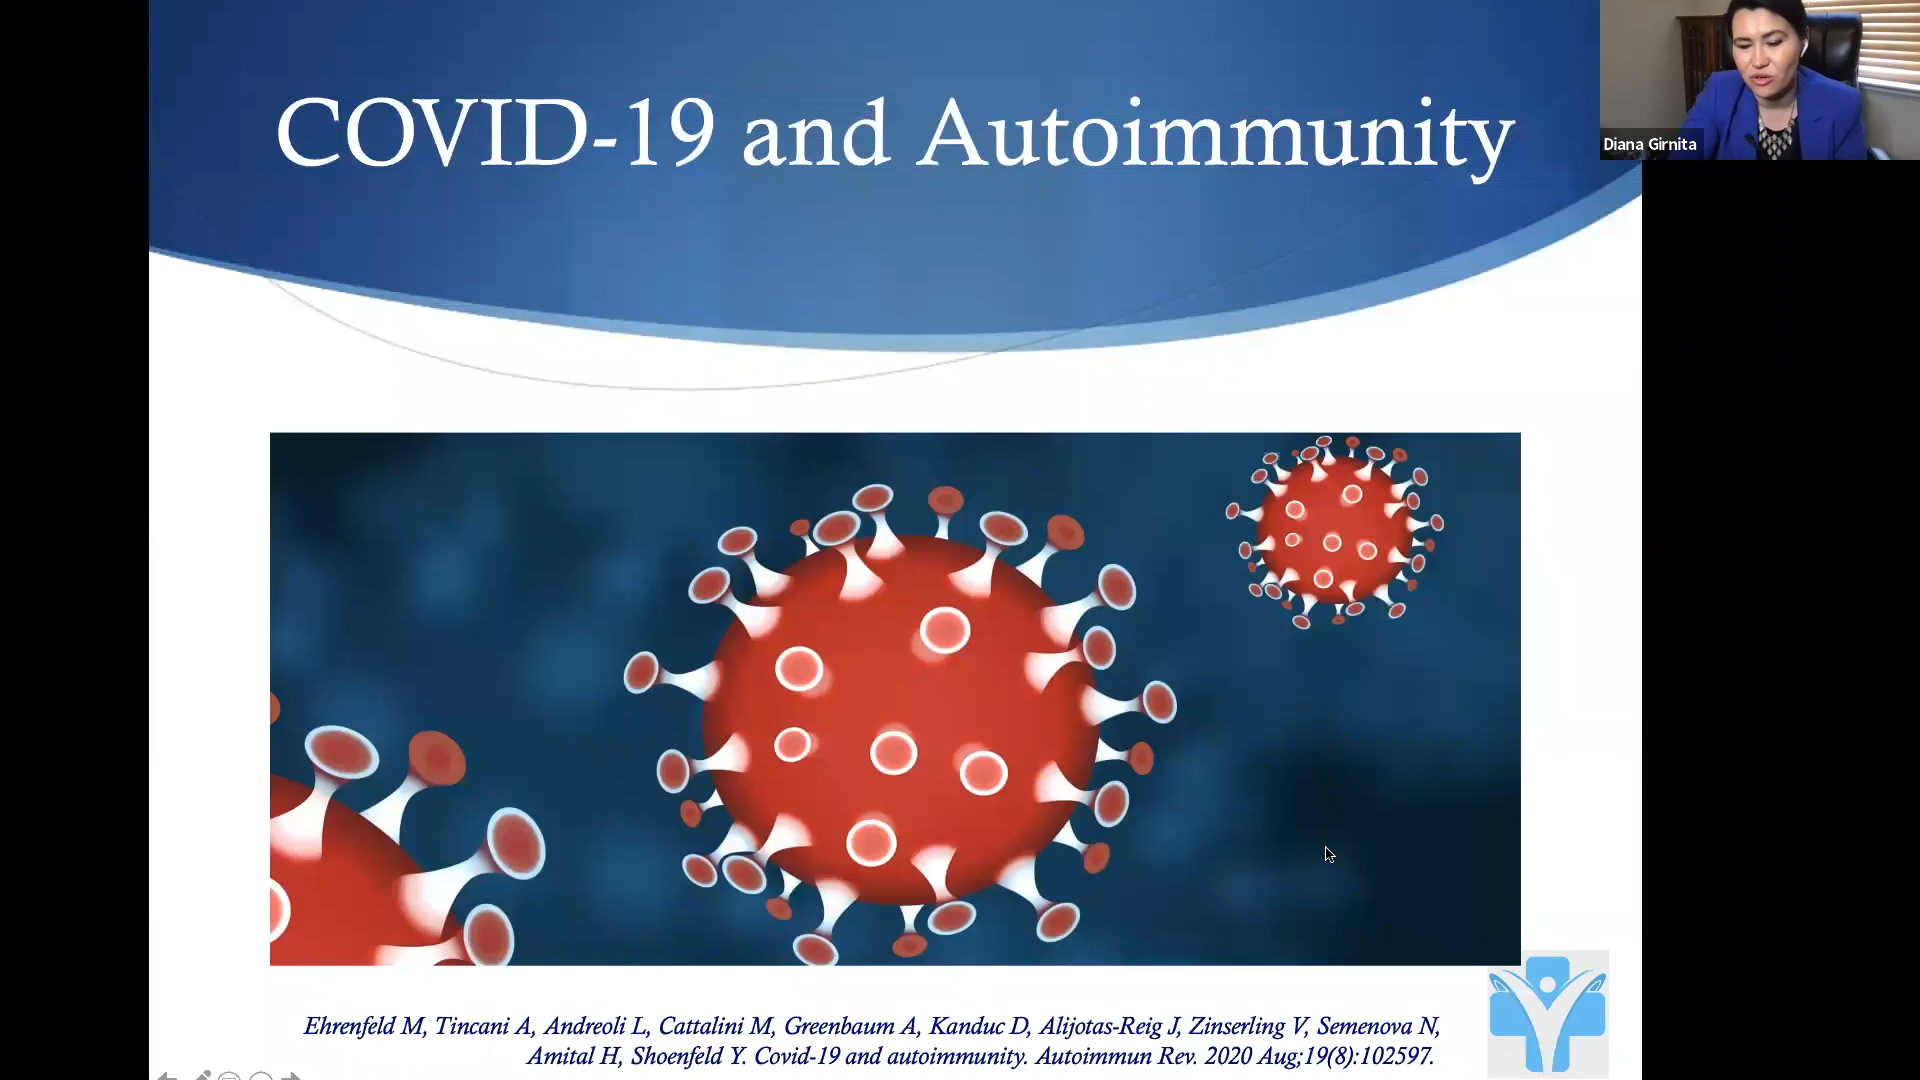 COVID-19 and Autoimmunity
Diana Girnita
Ehrenfeld M, Tincani A, Andreoli L, Cattalini M, Greenbaum A, Kanduc D, Alijotas-Reig J, Zinserling V, Semenova N,
Amital H, Shoenfeld Y. Covid-19 and autoimmunity. Autoimmun Rev. 2020 Aug;19(8):102597.